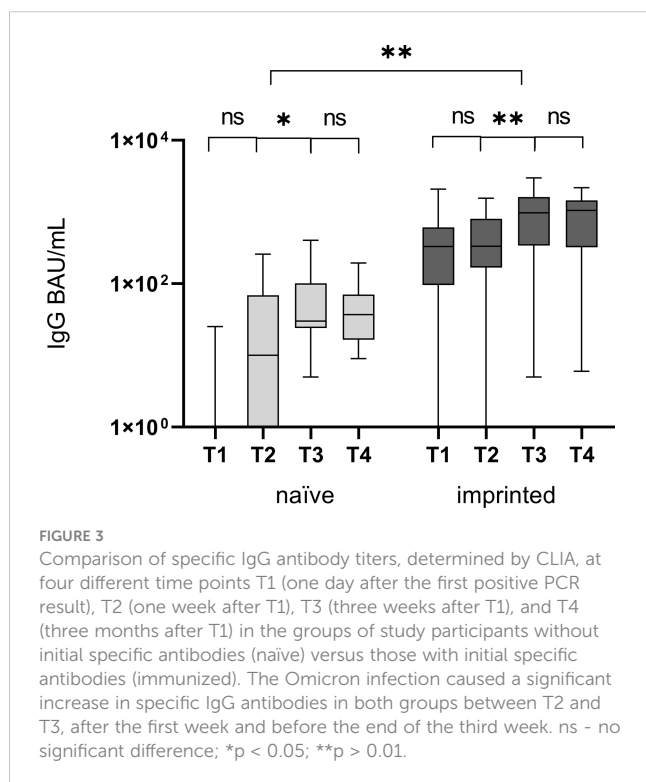 **
ns * ns ns ** ns
1×10⁴
1×10²
1×10⁰
IgG BAU/mL
T1 T2 T3 T4 T1 T2 T3 T4
naïve imprinted
FIGURE 3
Comparison of specific IgG antibody titers, determined by CLIA, at
four different time points T1 (one day after the first positive PCR
result), T2 (one week after T1), T3 (three weeks after T1), and T4
(three months after T1) in the groups of study participants without
initial specific antibodies (naïve) versus those with initial specific
antibodies (immunized). The Omicron infection caused a significant
increase in specific IgG antibodies in both groups between T2 and
T3, after the first week and before the end of the third week. ns - no
significant difference; *p < 0.05; **p > 0.01.